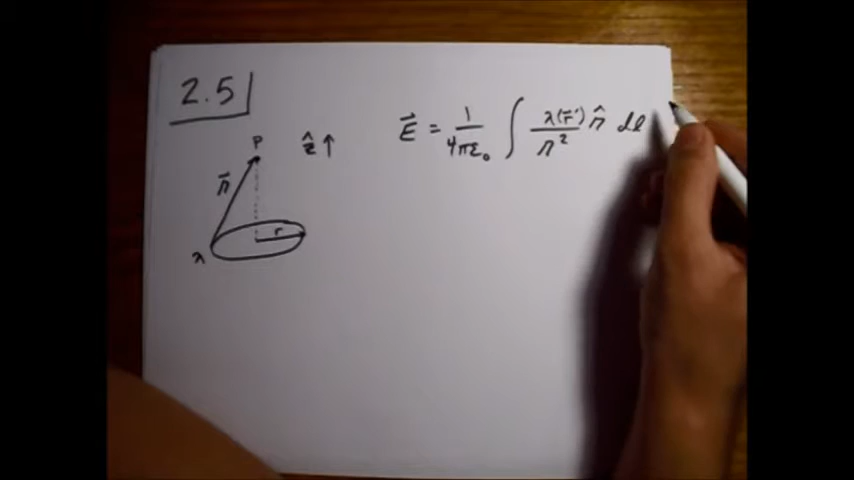 2.5
P
ẑ ↑
r⃗
r
λ
E⃗ = 1/4πε₀ ∫ λ(r⃗′)/r² r̂ dl